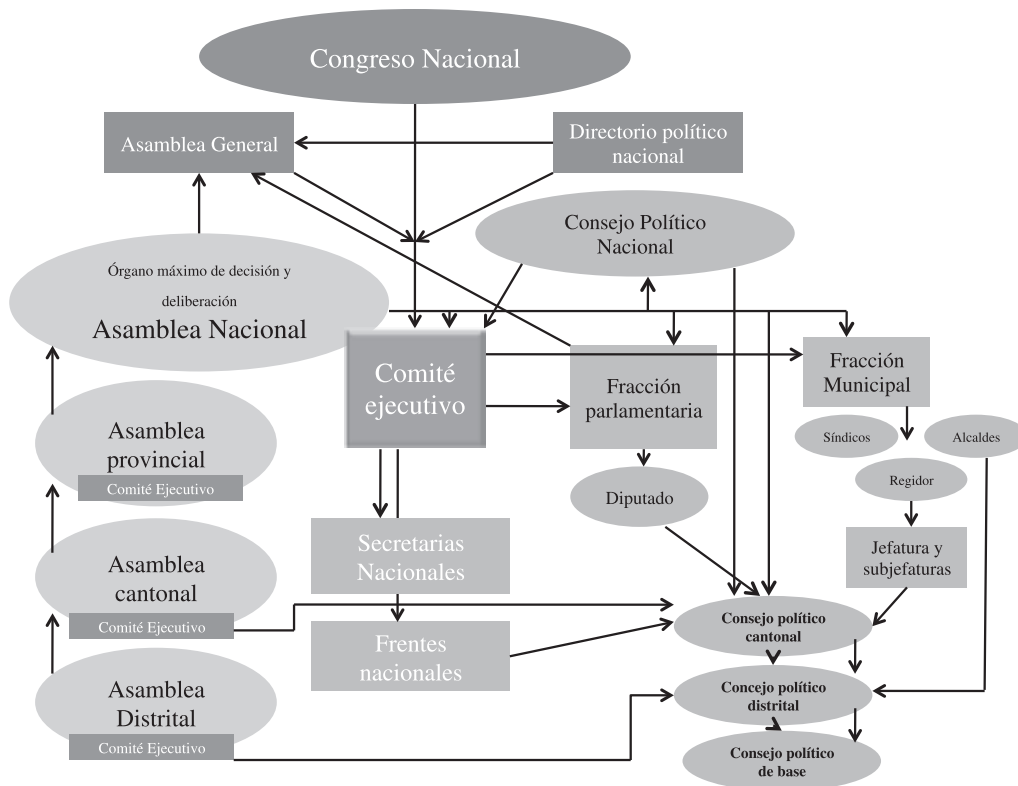 Congreso Nacional
Asamblea General
Directorio político
nacional
Consejo Político
Nacional
Órgano máximo de decisión y
deliberación
Asamblea Nacional
Comité
ejecutivo
Fracción
parlamentaria
Fracción
Municipal
Síndicos
Alcaldes
Regidor
Diputado
Jefatura y
subjefaturas
Asamblea
provincial
Comité Ejecutivo
Secretarias
Nacionales
Asamblea
cantonal
Comité Ejecutivo
Frentes
nacionales
Consejo político
cantonal
Asamblea
Distrital
Comité Ejecutivo
Concejo político
distrital
Consejo político
de base